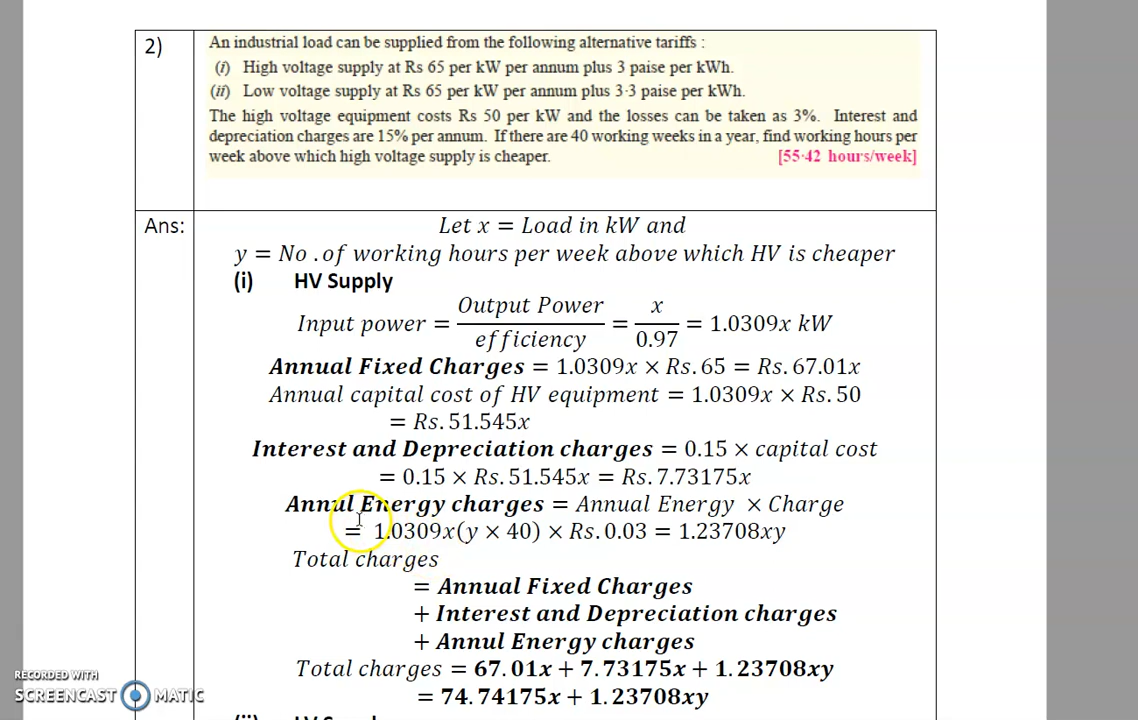 2)
An industrial load can be supplied from the following alternative tariffs :
(i) High voltage supply at Rs 65 per kW per annum plus 3 paise per kWh.
(ii) Low voltage supply at Rs 65 per kW per annum plus 3·3 paise per kWh.
The high voltage equipment costs Rs 50 per kW and the losses can be taken as 3%. Interest and
depreciation charges are 15% per annum. If there are 40 working weeks in a year, find working hours per
week above which high voltage supply is cheaper. [55·42 hours/week]
Ans:
Let x = Load in kW and
y = No . of working hours per week above which HV is cheaper
(i) HV Supply
Input power = Output Power / efficiency = x / 0.97 = 1.0309x kW
Annual Fixed Charges = 1.0309x × Rs. 65 = Rs. 67.01x
Annual capital cost of HV equipment = 1.0309x × Rs. 50
= Rs. 51.545x
Interest and Depreciation charges = 0.15 × capital cost
= 0.15 × Rs. 51.545x = Rs. 7.73175x
Annul Energy charges = Annual Energy × Charge
= 1.0309x(y × 40) × Rs. 0.03 = 1.23708xy
Total charges
= Annual Fixed Charges
+ Interest and Depreciation charges
+ Annul Energy charges
Total charges = 67.01x + 7.73175x + 1.23708xy
= 74.74175x + 1.23708xy
RECORDED WITH
SCREENCAST MATIC